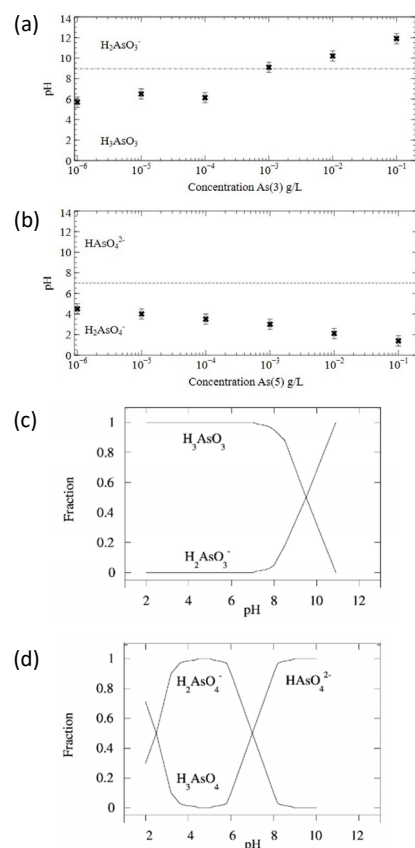 (a)
14
12
10
8
6
4
2
0
pH
H₂AsO₃⁻
H₃AsO₃
10⁻⁶ 10⁻⁵ 10⁻⁴ 10⁻³ 10⁻² 10⁻¹
Concentration As(3) g/L
(b)
14
12
10
8
6
4
2
0
pH
HAsO₄²⁻
H₂AsO₄⁻
10⁻⁶ 10⁻⁵ 10⁻⁴ 10⁻³ 10⁻² 10⁻¹
Concentration As(5) g/L
(c)
1
0.8
0.6
0.4
0.2
0
Fraction
H₃AsO₃
H₂AsO₃⁻
2 4 6 8 10 12
pH
(d)
1
0.8
0.6
0.4
0.2
0
Fraction
H₂AsO₄⁻ HAsO₄²⁻
H₃AsO₄
2 4 6 8 10 12
pH